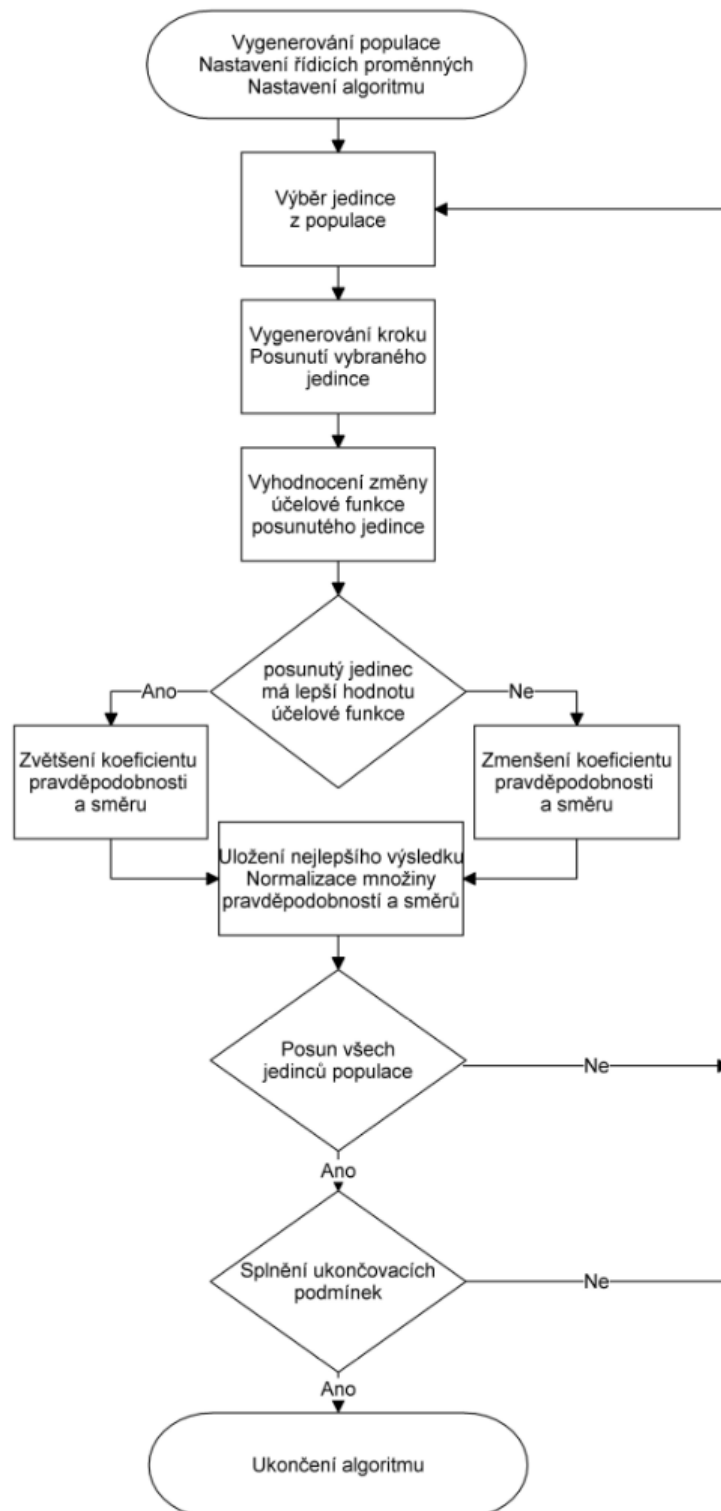 Vygenerování populace
Nastavení řídicích proměnných
Nastavení algoritmu
Výběr jedince
z populace
Vygenerování kroku
Posunutí vybraného
jedince
Vyhodnocení změny
účelové funkce
posunutého jedince
posunutý jedinec
má lepší hodnotu
účelové funkce
Ano
Ne
Zvětšení koeficientu
pravděpodobnosti
a směru
Zmenšení koeficientu
pravděpodobnosti
a směru
Uložení nejlepšího výsledku
Normalizace množiny
pravděpodobností a směrů
Posun všech
jedinců populace
Ne
Ano
Splnění ukončovacích
podmínek
Ne
Ano
Ukončení algoritmu